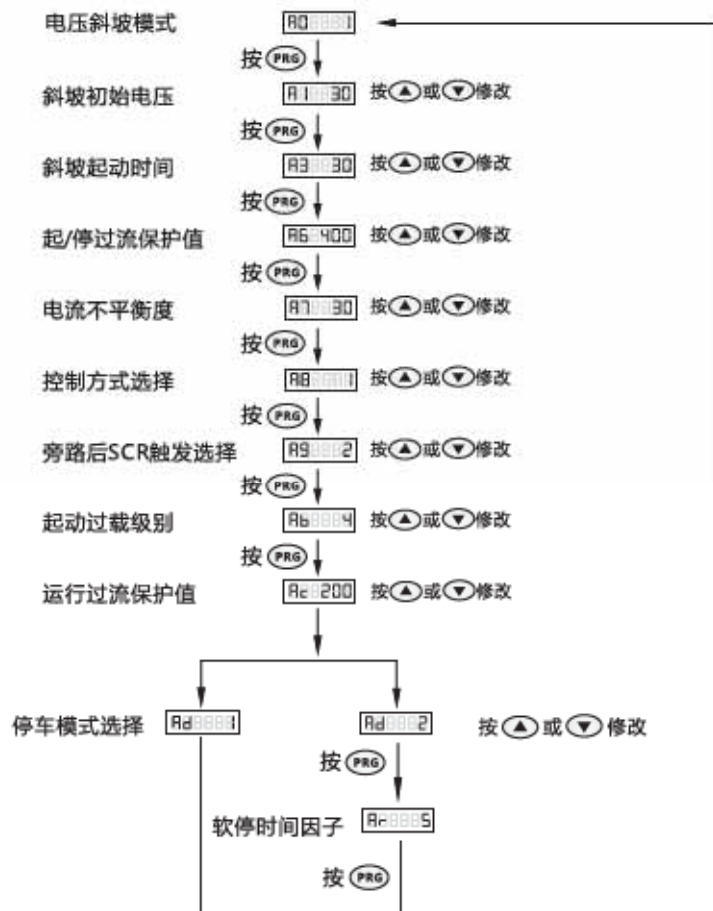 电压斜坡模式 A0 1
按 PRG
斜坡初始电压 A1 30 按▲或▼修改
按 PRG
斜坡起动时间 A3 30 按▲或▼修改
按 PRG
起/停过流保护值 A6 400 按▲或▼修改
按 PRG
电流不平衡度 A7 30 按▲或▼修改
按 PRG
控制方式选择 A8 1 按▲或▼修改
按 PRG
旁路后SCR触发选择 A9 2 按▲或▼修改
按 PRG
起动过载级别 Ab 4 按▲或▼修改
按 PRG
运行过流保护值 Ac 200 按▲或▼修改
停车模式选择 Ad 1 Ad 2 按▲或▼修改
按 PRG
软停时间因子 Ar 5
按 PRG